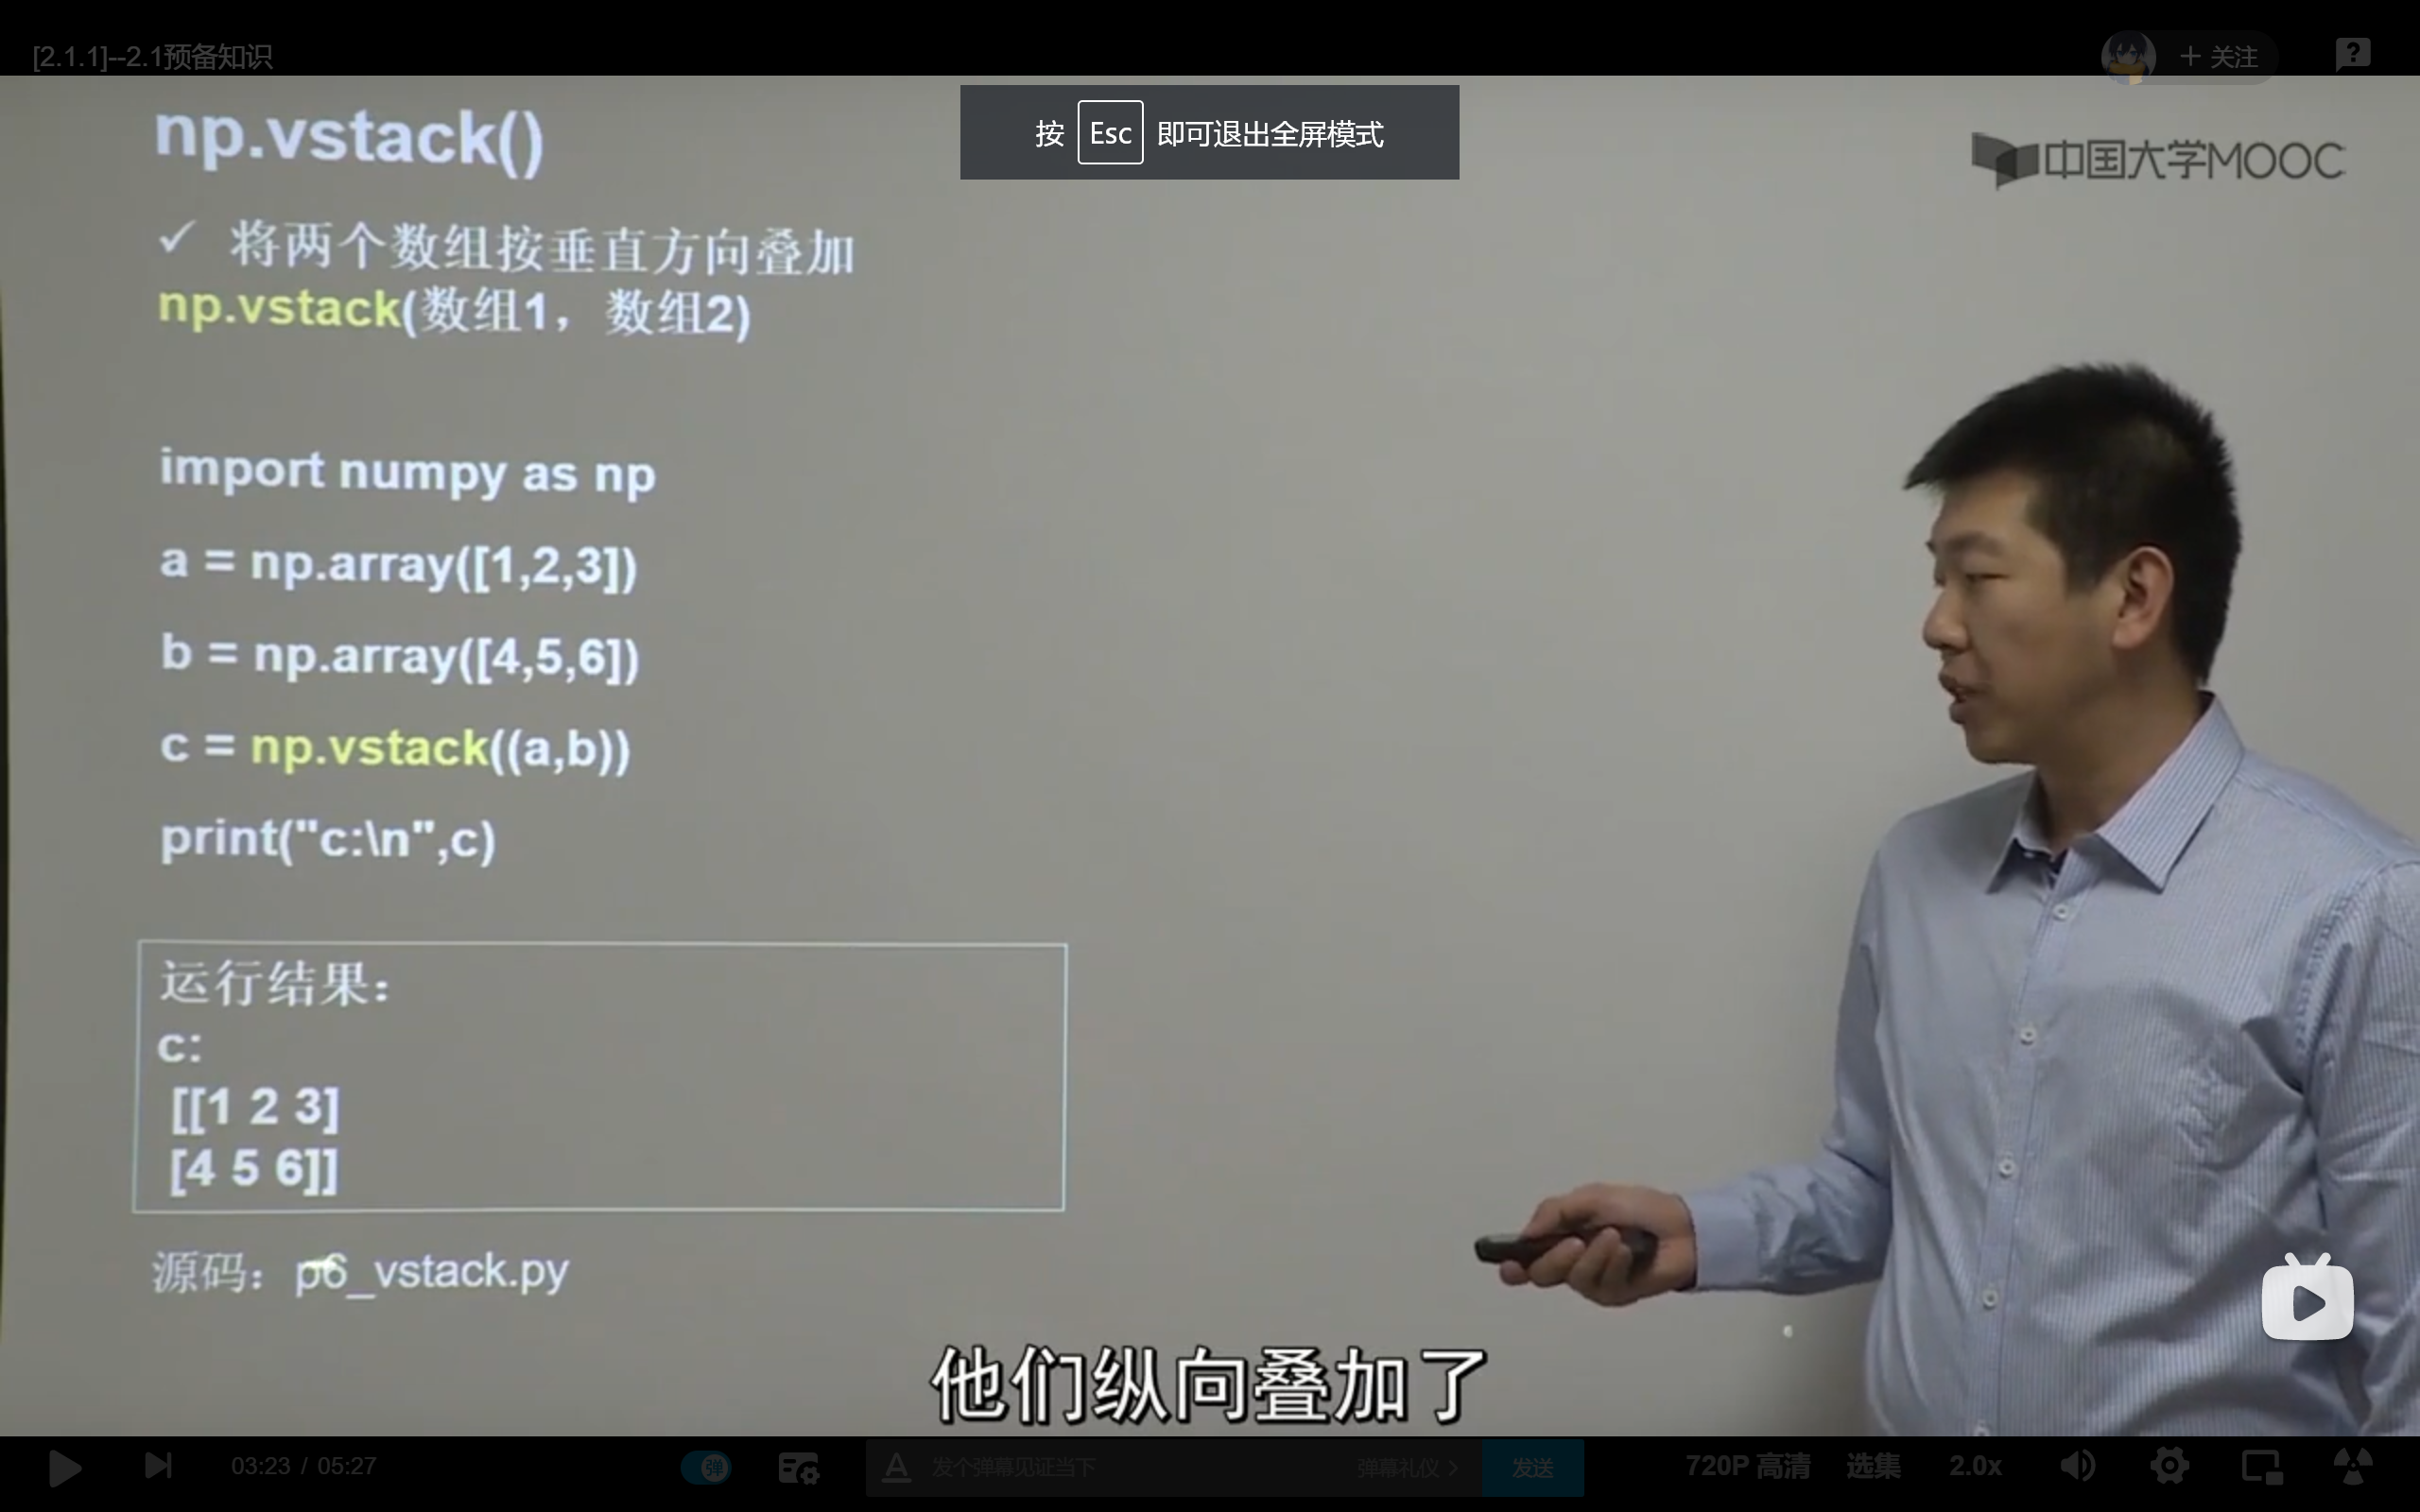 [2.1.1]--2.1预备知识
+ 关注
按 Esc 即可退出全屏模式
中国大学MOOC
np.vstack()
✓ 将两个数组按垂直方向叠加
np.vstack(数组1，数组2)
import numpy as np
a = np.array([1,2,3])
b = np.array([4,5,6])
c = np.vstack((a,b))
print("c:\n",c)
运行结果：
c:
[[1 2 3]
[4 5 6]]
源码：p6_vstack.py
他们纵向叠加了
03:23 / 05:27
弹
A 发个弹幕见证当下
弹幕礼仪 >
发送
720P 高清
选集
2.0x